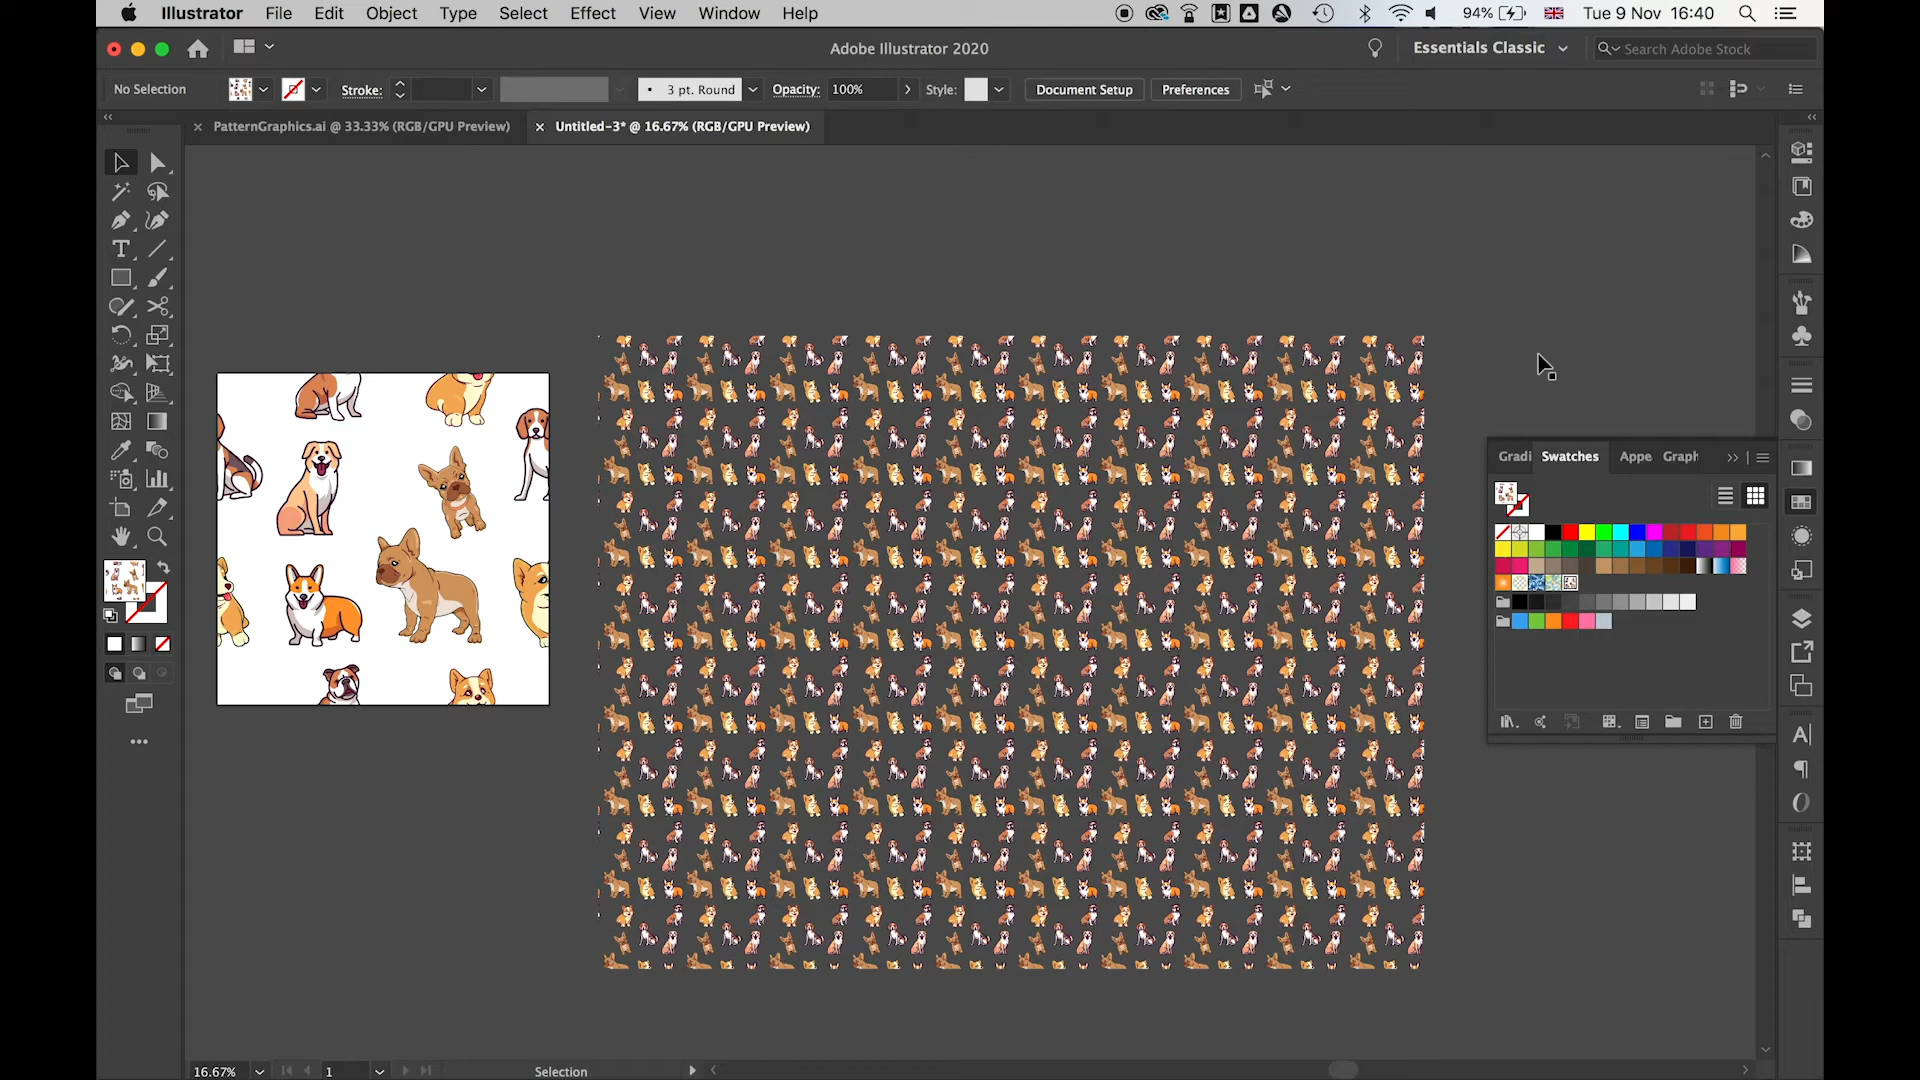 Illustrator File Edit Object Type Select Effect View Window Help 94% Tue 9 Nov 16:40
Adobe Illustrator 2020 Essentials Classic Search Adobe Stock
No Selection Stroke: 3 pt. Round Opacity: 100% Style: Document Setup Preferences
PatternGraphics.ai @ 33.33% (RGB/GPU Preview) Untitled-3* @ 16.67% (RGB/GPU Preview)
Gradi Swatches Appe Graph
16.67% 1 Selection